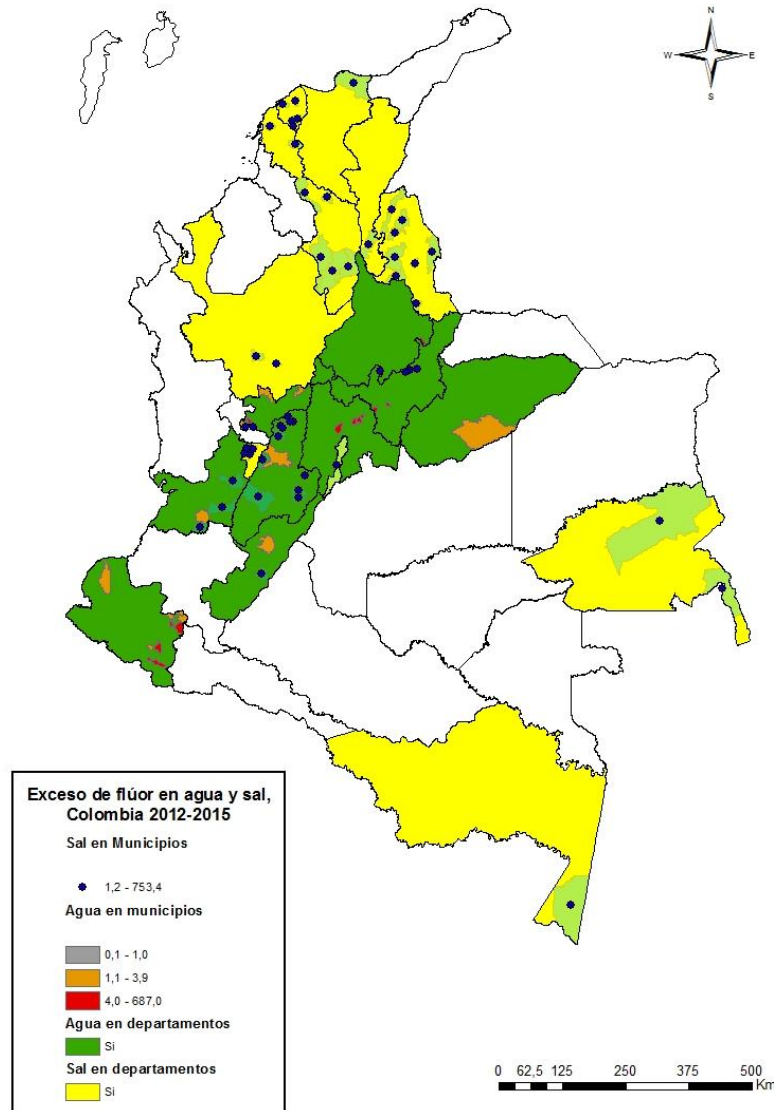 N
W E
S
Exceso de flúor en agua y sal,
Colombia 2012-2015
Sal en Municipios
1,2 - 753,4
Agua en municipios
0,1 - 1,0
1,1 - 3,9
4,0 - 687,0
Agua en departamentos
Si
Sal en departamentos
Si
0 62,5 125 250 375 500
Km